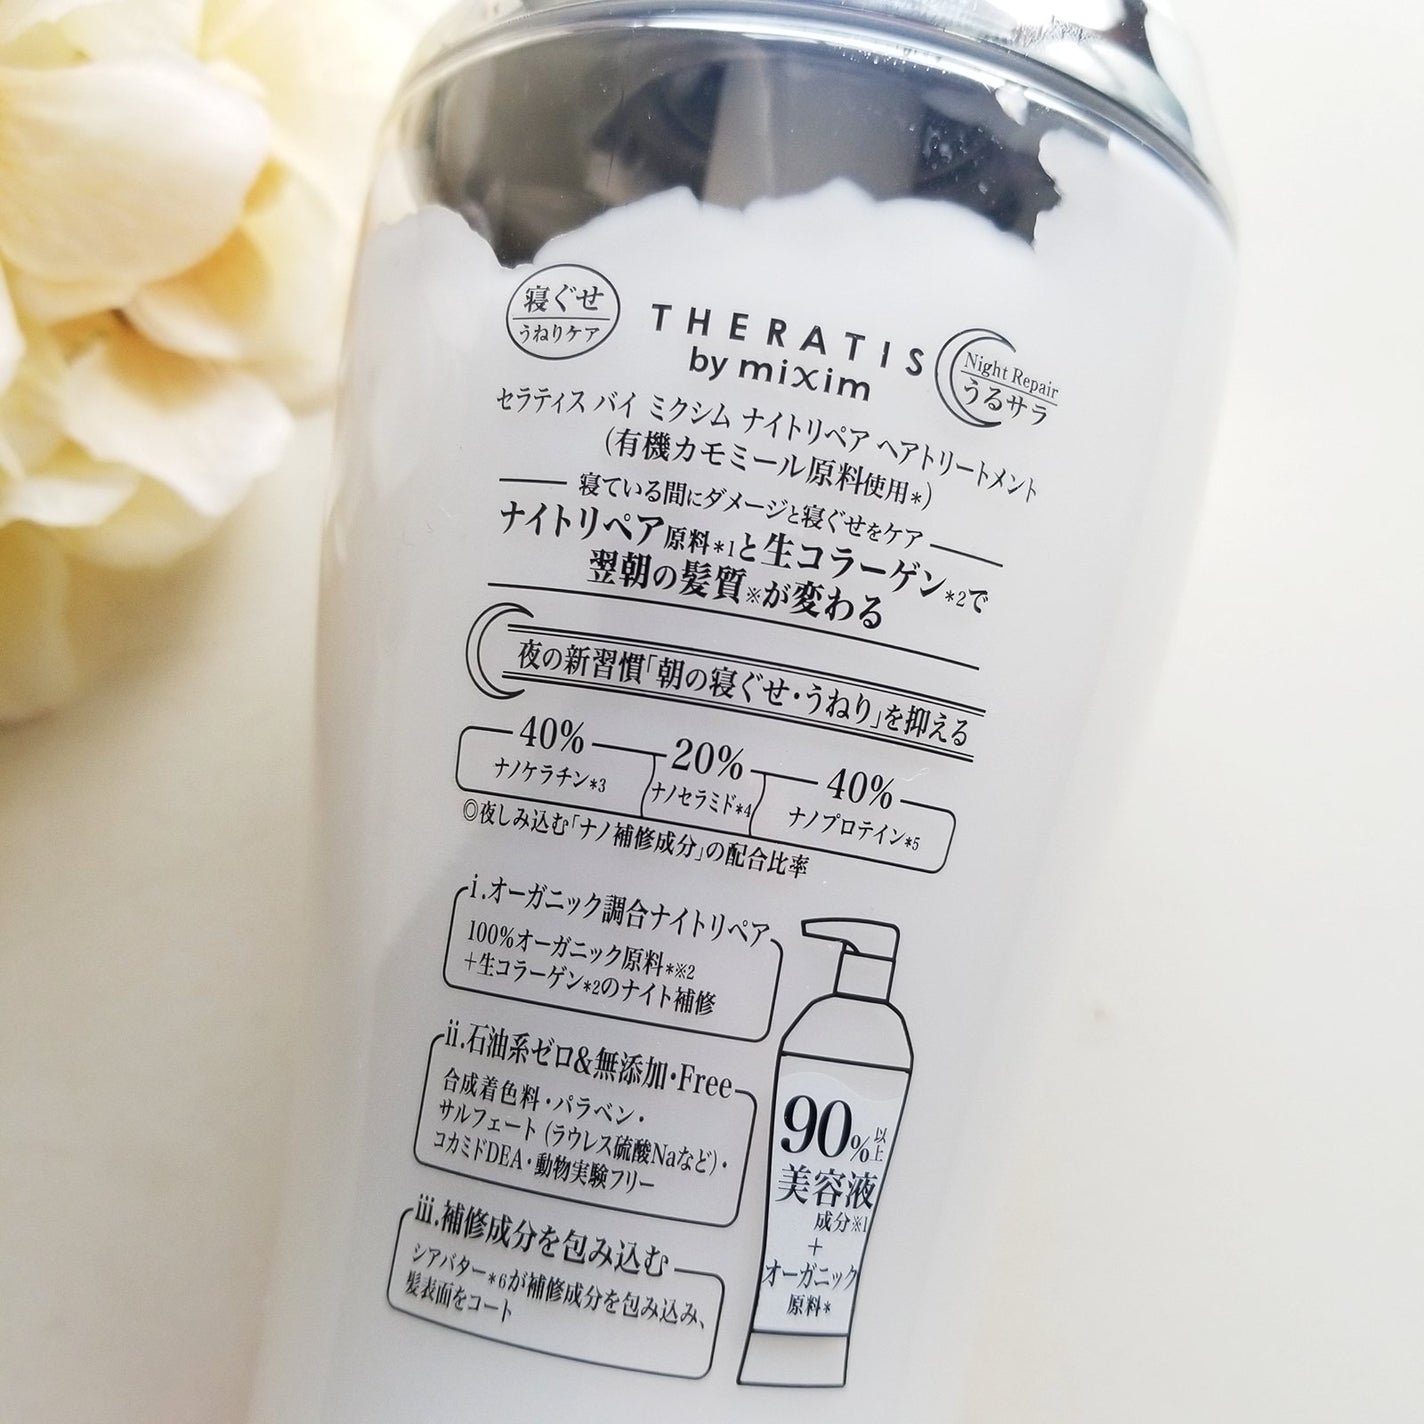 寝ぐせ
うねりケア
THERATIS
by mixim
Night Repair
うるサラ
セラティス バイ ミクシム ナイトリペア ヘアトリートメント
(有機カモミール原料使用*)
寝ている間にダメージと寝ぐせをケア
ナイトリペア原料*1と生コラーゲン*2で
翌朝の髪質※が変わる
夜の新習慣「朝の寝ぐせ・うねり」を抑える
40% 20% 40%
ナノケラチン*3 ナノセラミド*4 ナノプロテイン*5
◎夜しみ込む「ナノ補修成分」の配合比率
i.オーガニック調合ナイトリペア
100%オーガニック原料*※2
+生コラーゲン*2のナイト補修
ii.石油系ゼロ&無添加・Free
合成着色料・パラベン・
サルフェート(ラウレス硫酸Naなど)・
コカミドDEA・動物実験フリー
iii.補修成分を包み込む
シアバター*6が補修成分を包み込み、
髪表面をコート
90%以上
美容液
成分※1
+
オーガニック
原料*